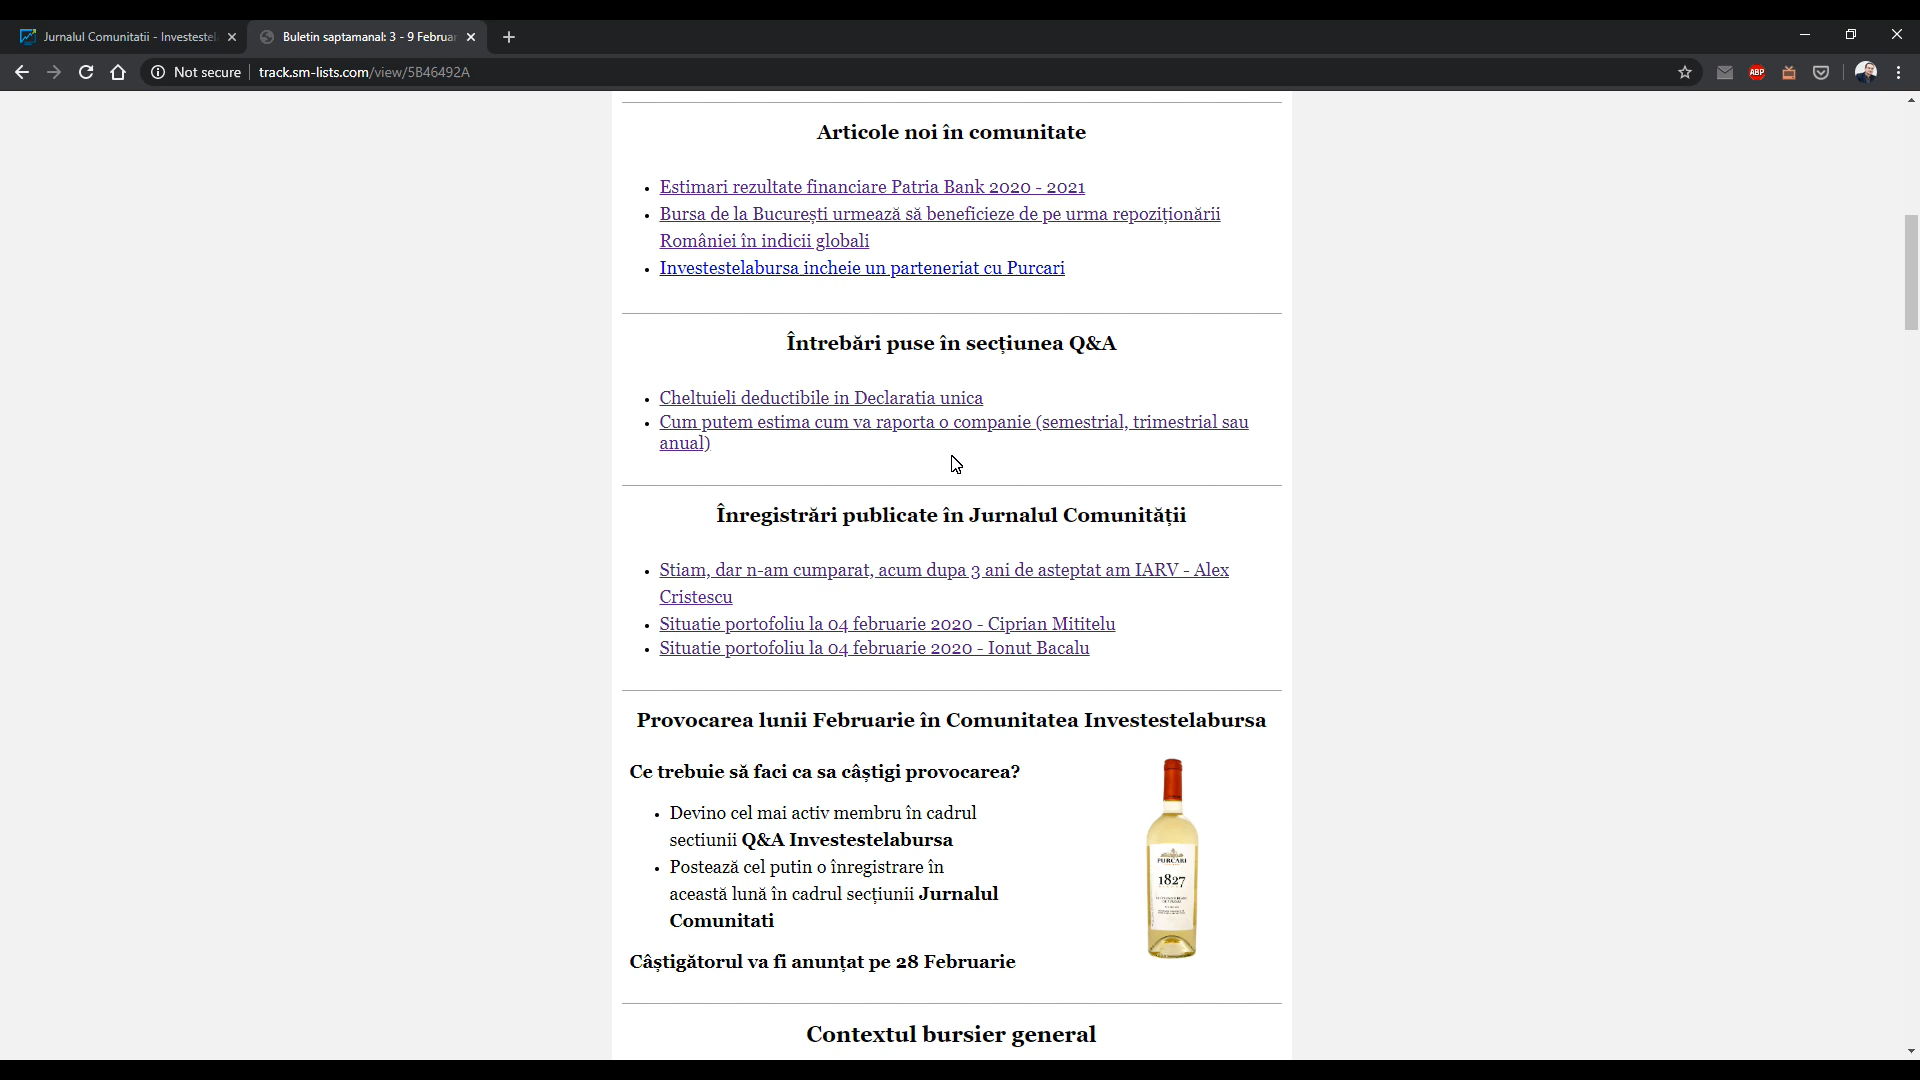 Jurnalul Comunitatii - Investestel
Buletin saptamanal: 3 - 9 Februar
Not secure
track.sm-lists.com/view/5B46492A
ABP
Articole noi în comunitate
Estimari rezultate financiare Patria Bank 2020 - 2021
Bursa de la București urmează să beneficieze de pe urma repoziționării
României în indicii globali
Investestelabursa incheie un parteneriat cu Purcari
Întrebări puse în secțiunea Q&A
Cheltuieli deductibile in Declaratia unica
Cum putem estima cum va raporta o companie (semestrial, trimestrial sau
anual)
Înregistrări publicate în Jurnalul Comunității
Stiam, dar n-am cumparat, acum dupa 3 ani de asteptat am IARV - Alex
Cristescu
Situatie portofoliu la 04 februarie 2020 - Ciprian Mititelu
Situatie portofoliu la 04 februarie 2020 - Ionut Bacalu
Provocarea lunii Februarie în Comunitatea Investestelabursa
Ce trebuie să faci ca sa câștigi provocarea?
Devino cel mai activ membru în cadrul
sectiunii Q&A Investestelabursa
Postează cel putin o înregistrare în
această lună în cadrul secțiunii Jurnalul
Comunitati
Câștigătorul va fi anunțat pe 28 Februarie
PURCARI
1827
Contextul bursier general